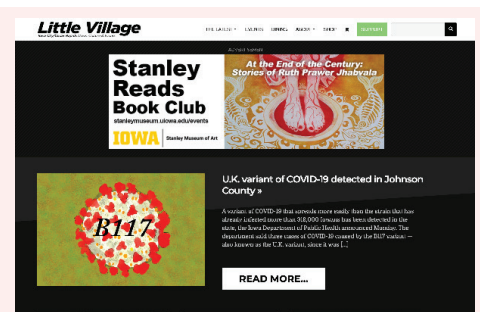 Little Village
EVENTS DINING SHOP SUPPORT
Stanley
Reads
Book Club
stanleymuseum.uiowa.edu/events
IOWA Stanley Museum of Art
At the End of the Century:
Stories of Ruth Prawer Jhabvala
B117
U.K. variant of COVID-19 detected in Johnson
County »
A variant of COVID-19 that spreads more easily than the strain that has
already infected more than 318,000 Iowans has been detected in the
state, the Iowa Department of Public Health announced Monday. The
department said three cases of COVID-19 caused by the B117 variant —
also known as the U.K. variant, since it was [...]
READ MORE...